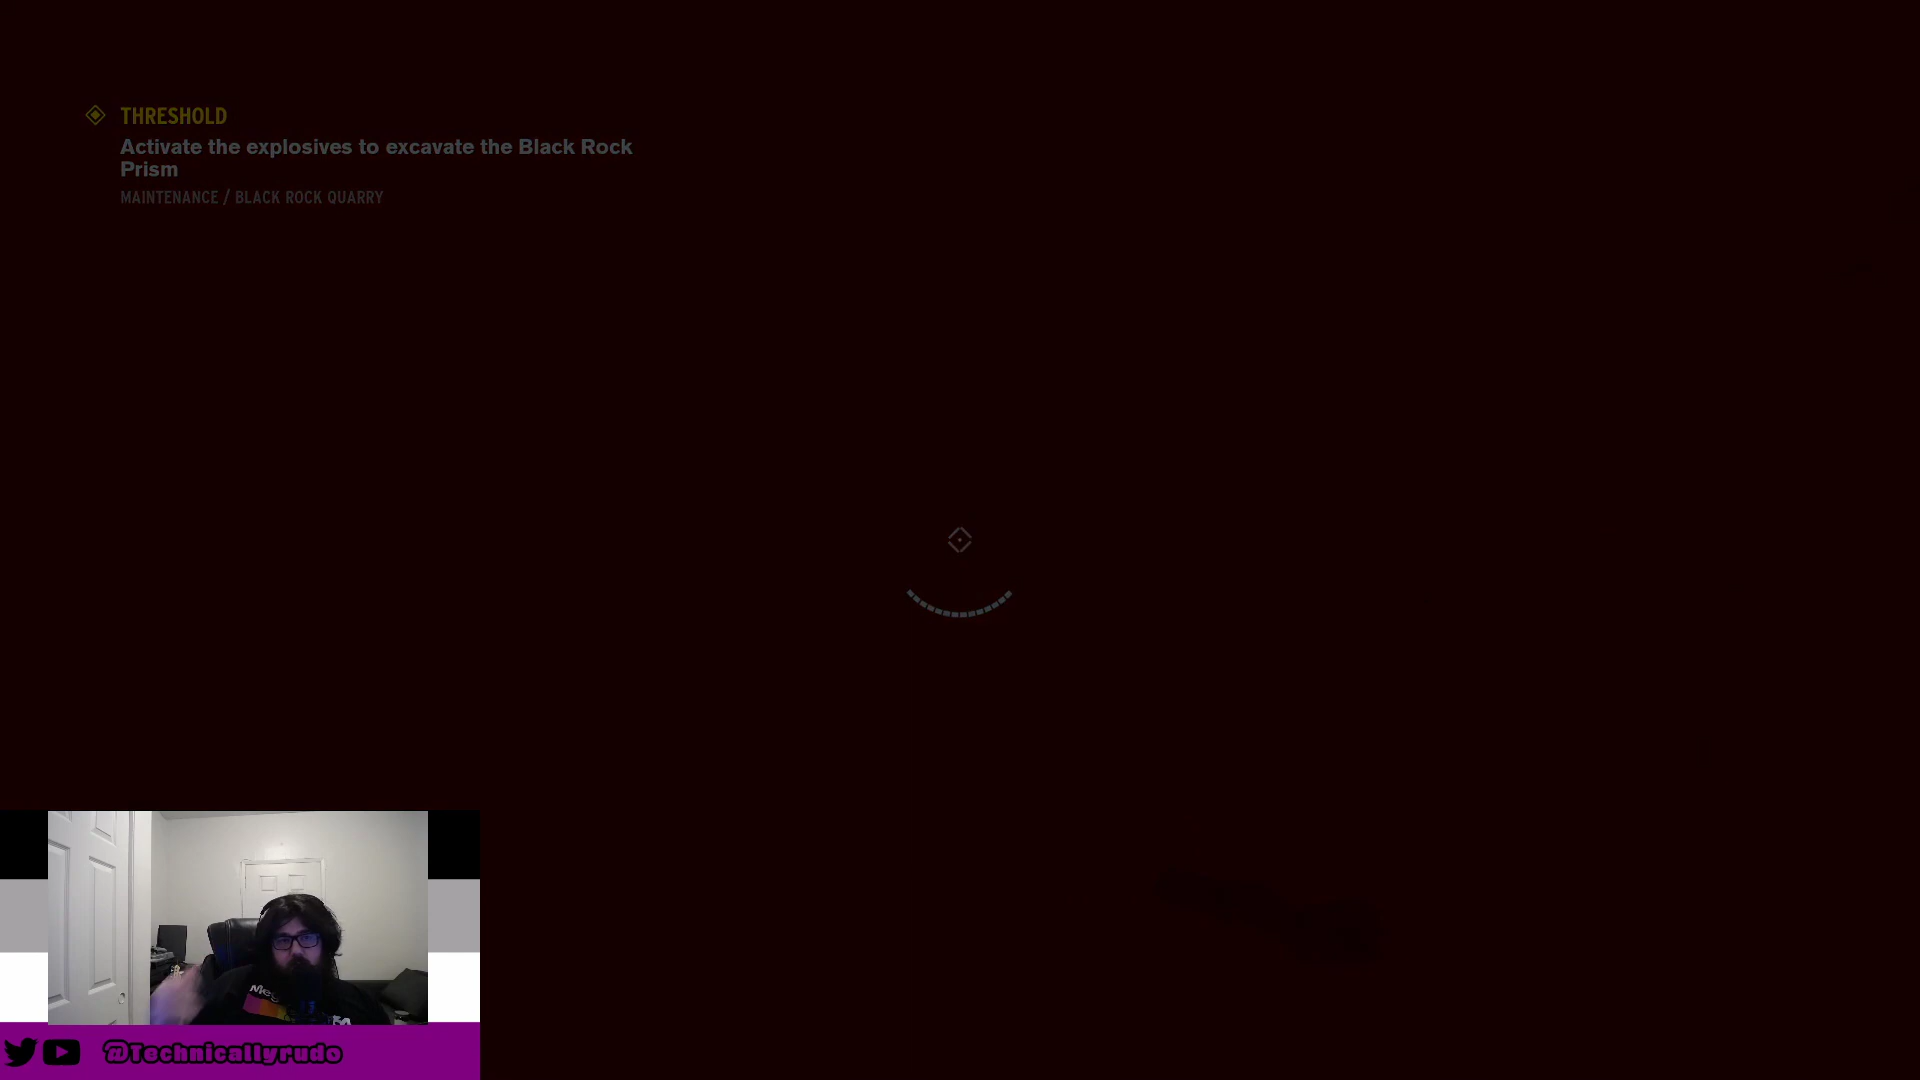 THRESHOLD
Activate the explosives to excavate the Black Rock
Prism
MAINTENANCE / BLACK ROCK QUARRY
@Technicallyrudo